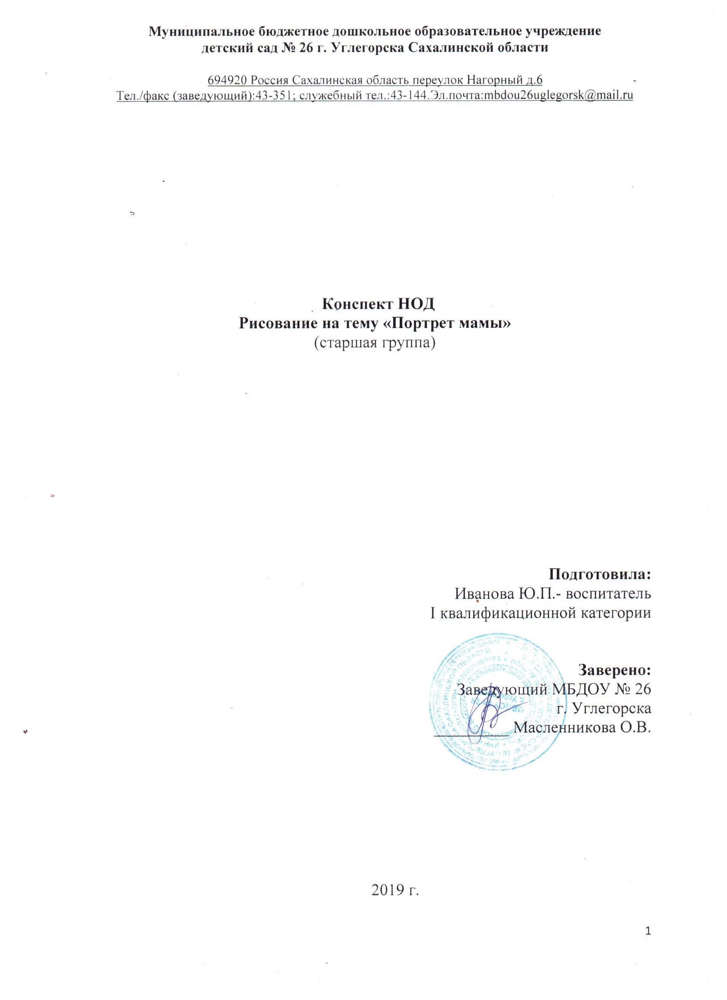 Муниципальное бюджетное дошкольное образовательное учреждение
детский сад № 26 г. Углегорска Сахалинской области
694920 Россия Сахалинская область переулок Нагорный д.6
Тел./факс (заведующий):43-351; служебный тел.:43-144.Эл.почта:mbdou26uglegorsk@mail.ru
Конспект НОД
Рисование на тему «Портрет мамы»
(старшая группа)
Подготовила:
Иванова Ю.П.- воспитатель
I квалификационной категории
Заверено:
Заведующий МБДОУ № 26
г. Углегорска
Масленникова О.В.
2019 г.
1